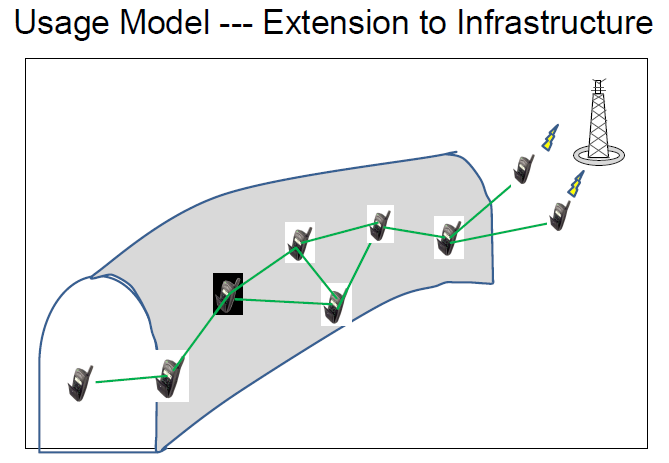 Usage Model --- Extension to Infrastructure